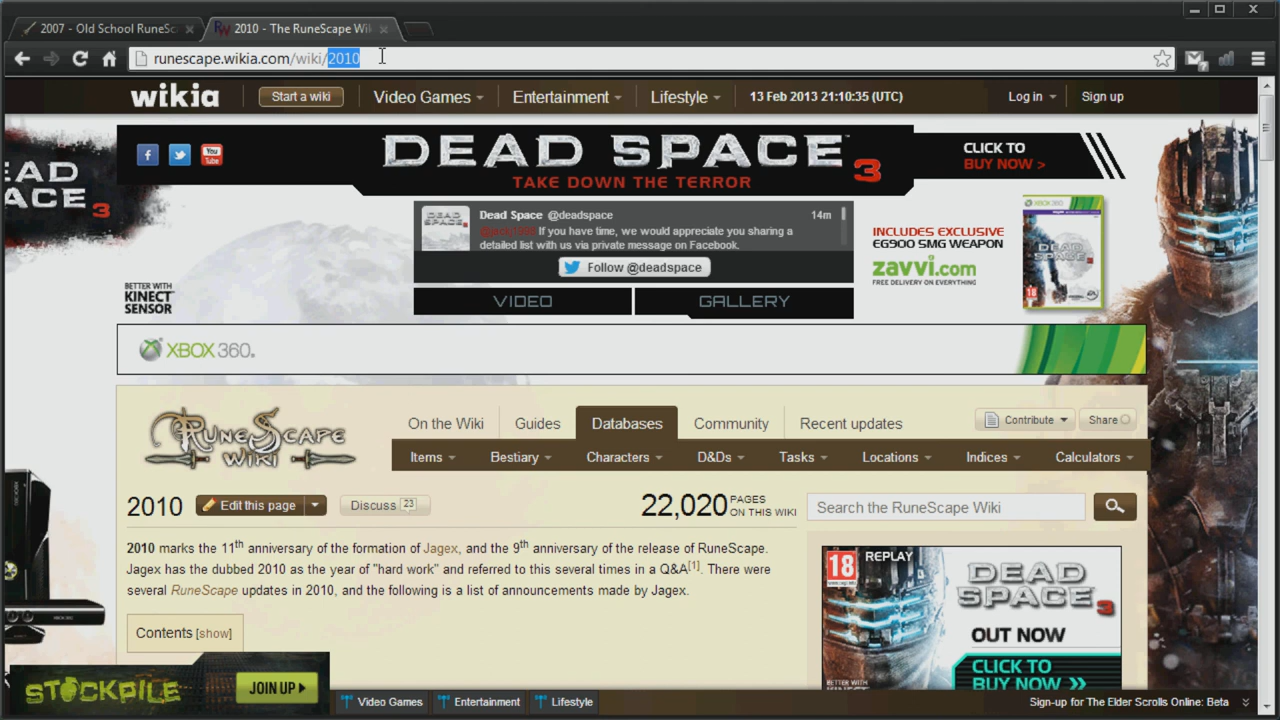 2007 - Old School RuneSc
2010 - The RuneScape Wi
runescape.wikia.com/wiki/2010
wikia
Start a wiki
Video Games
Entertainment
Lifestyle
13 Feb 2013 21:10:35 (UTC)
Log in
Sign up
EAD
ACE 3
You Tube
DEAD SPACE 3
TAKE DOWN THE TERROR
CLICK TO
BUY NOW >
Dead Space @deadspace
14m
If you have time, we would appreciate you sharing a
detailed list with us via private message on Facebook.
Follow @deadspace
VIDEO
GALLERY
INCLUDES EXCLUSIVE
EG900 SMG WEAPON
zavvi.com
FREE DELIVERY ON EVERYTHING
BETTER WITH
KINECT
SENSOR
XBOX 360.
RUNESCAPE
WIKI
On the Wiki
Guides
Databases
Community
Recent updates
Contribute
Share
Items
Bestiary
Characters
D&Ds
Tasks
Locations
Indices
Calculators
2010
Edit this page
Discuss 23
22,020 PAGES ON THIS WIKI
Search the RuneScape Wiki
2010 marks the 11th anniversary of the formation of Jagex, and the 9th anniversary of the release of RuneScape.
Jagex has the dubbed 2010 as the year of "hard work" and referred to this several times in a Q&A[1]. There were
several RuneScape updates in 2010, and the following is a list of announcements made by Jagex.
Contents [show]
18
REPLAY
DEAD
SPACE 3
OUT NOW
CLICK TO
BUY NOW
BETTER WITH
STOCKPILE
JOIN UP
Video Games
Entertainment
Lifestyle
Sign-up for The Elder Scrolls Online: Beta